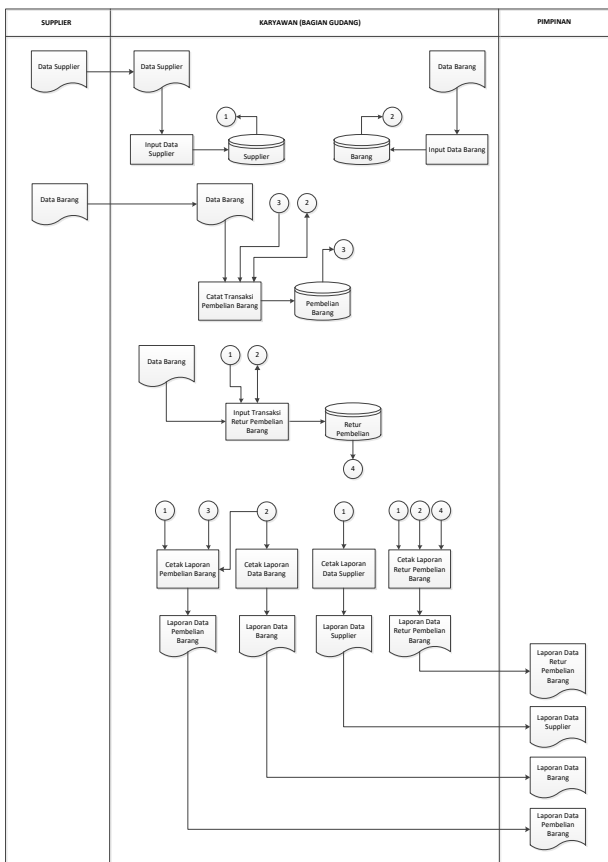 SUPPLIER
KARYAWAN (BAGIAN GUDANG)
PIMPINAN
Data Supplier
Data Supplier
Data Barang
1
2
Input Data
Supplier
Supplier
Barang
Input Data Barang
Data Barang
Data Barang
3
2
3
Catat Transaksi
Pembelian Barang
Pembelian
Barang
Data Barang
1
2
Input Transaksi
Retur Pembelian
Barang
Retur
Pembelian
4
1
3
2
1
1
2
4
Cetak Laporan
Pembelian Barang
Cetak Laporan
Data Barang
Cetak Laporan
Data Supplier
Cetak Laporan
Retur Pembelian
Barang
Laporan Data
Pembelian
Barang
Laporan Data
Barang
Laporan Data
Supplier
Laporan Data
Retur Pembelian
Barang
Laporan Data
Retur
Pembelian
Barang
Laporan Data
Supplier
Laporan Data
Barang
Laporan Data
Pembelian
Barang